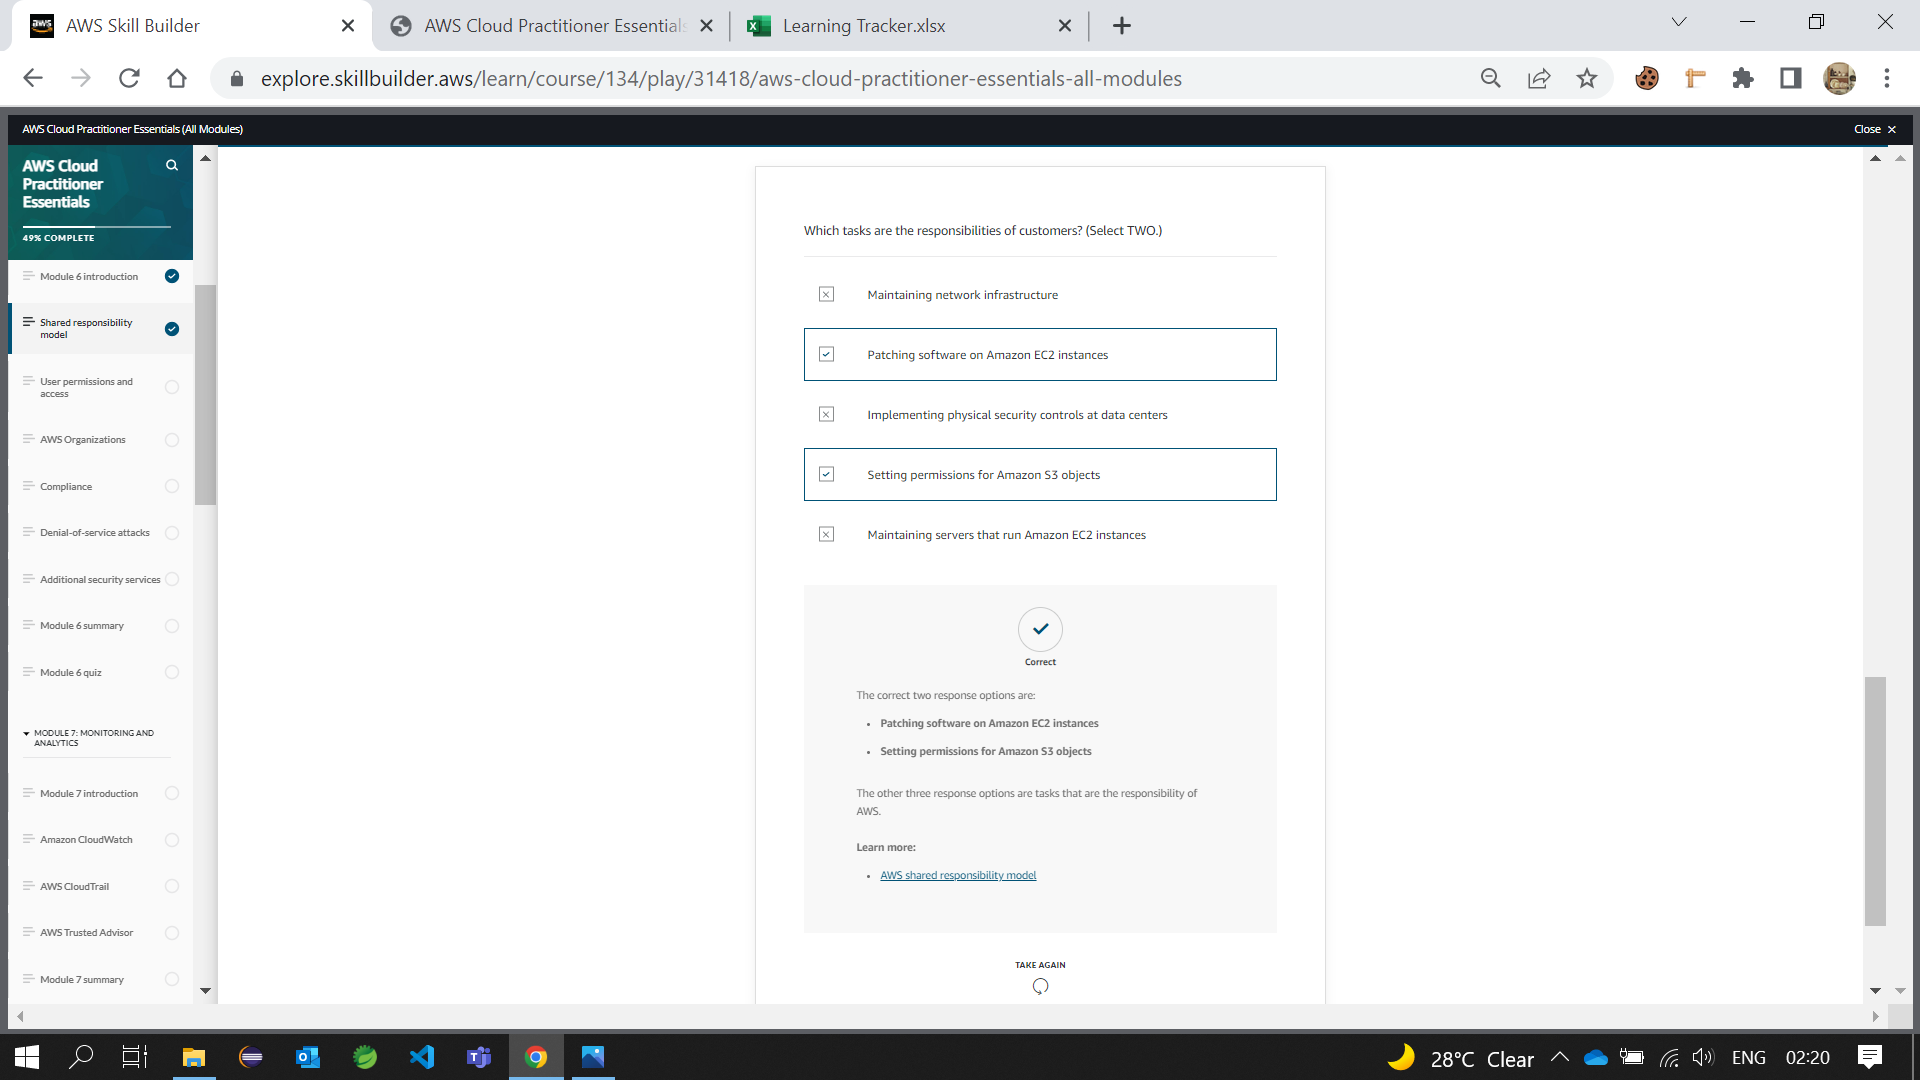 AWS Skill Builder
AWS Cloud Practitioner Essentials
Learning Tracker.xlsx
explore.skillbuilder.aws/learn/course/134/play/31418/aws-cloud-practitioner-essentials-all-modules
AWS Cloud Practitioner Essentials (All Modules)
Close
AWS Cloud
Practitioner
Essentials
49% COMPLETE
Module 6 introduction
Shared responsibility
model
User permissions and
access
AWS Organizations
Compliance
Denial-of-service attacks
Additional security services
Module 6 summary
Module 6 quiz
MODULE 7: MONITORING AND
ANALYTICS
Module 7 introduction
Amazon CloudWatch
AWS CloudTrail
AWS Trusted Advisor
Module 7 summary
Which tasks are the responsibilities of customers? (Select TWO.)
Maintaining network infrastructure
Patching software on Amazon EC2 instances
Implementing physical security controls at data centers
Setting permissions for Amazon S3 objects
Maintaining servers that run Amazon EC2 instances
Correct
The correct two response options are:
• Patching software on Amazon EC2 instances
• Setting permissions for Amazon S3 objects
The other three response options are tasks that are the responsibility of
AWS.
Learn more:
• AWS shared responsibility model
TAKE AGAIN
28°C Clear
ENG
02:20